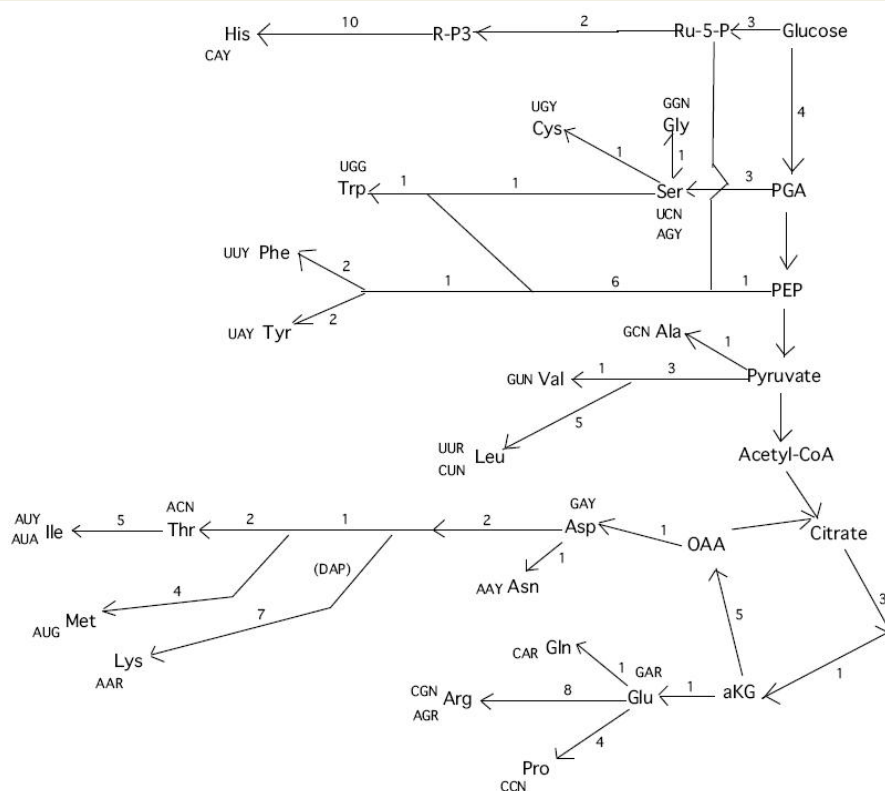 His
10
R-P3
2
Ru-5-P
3
Glucose
CAY
4
UGY
Cys
GGN
Gly
1
1
UGG
Trp
1
1
Ser
3
PGA
UCN
AGY
UUY Phe
2
1
6
1
PEP
UAY Tyr
2
GCN Ala
1
GUN Val
1
3
Pyruvate
5
UUR
CUN
Leu
Acetyl-CoA
AUY
AUA
Ile
5
ACN
Thr
2
1
2
GAY
Asp
1
OAA
Citrate
(DAP)
1
AAY Asn
4
7
AUG Met
Lys
AAR
5
3
1
CAR Gln
1
GAR
Glu
1
aKG
CGN
AGR
Arg
8
4
Pro
CCN